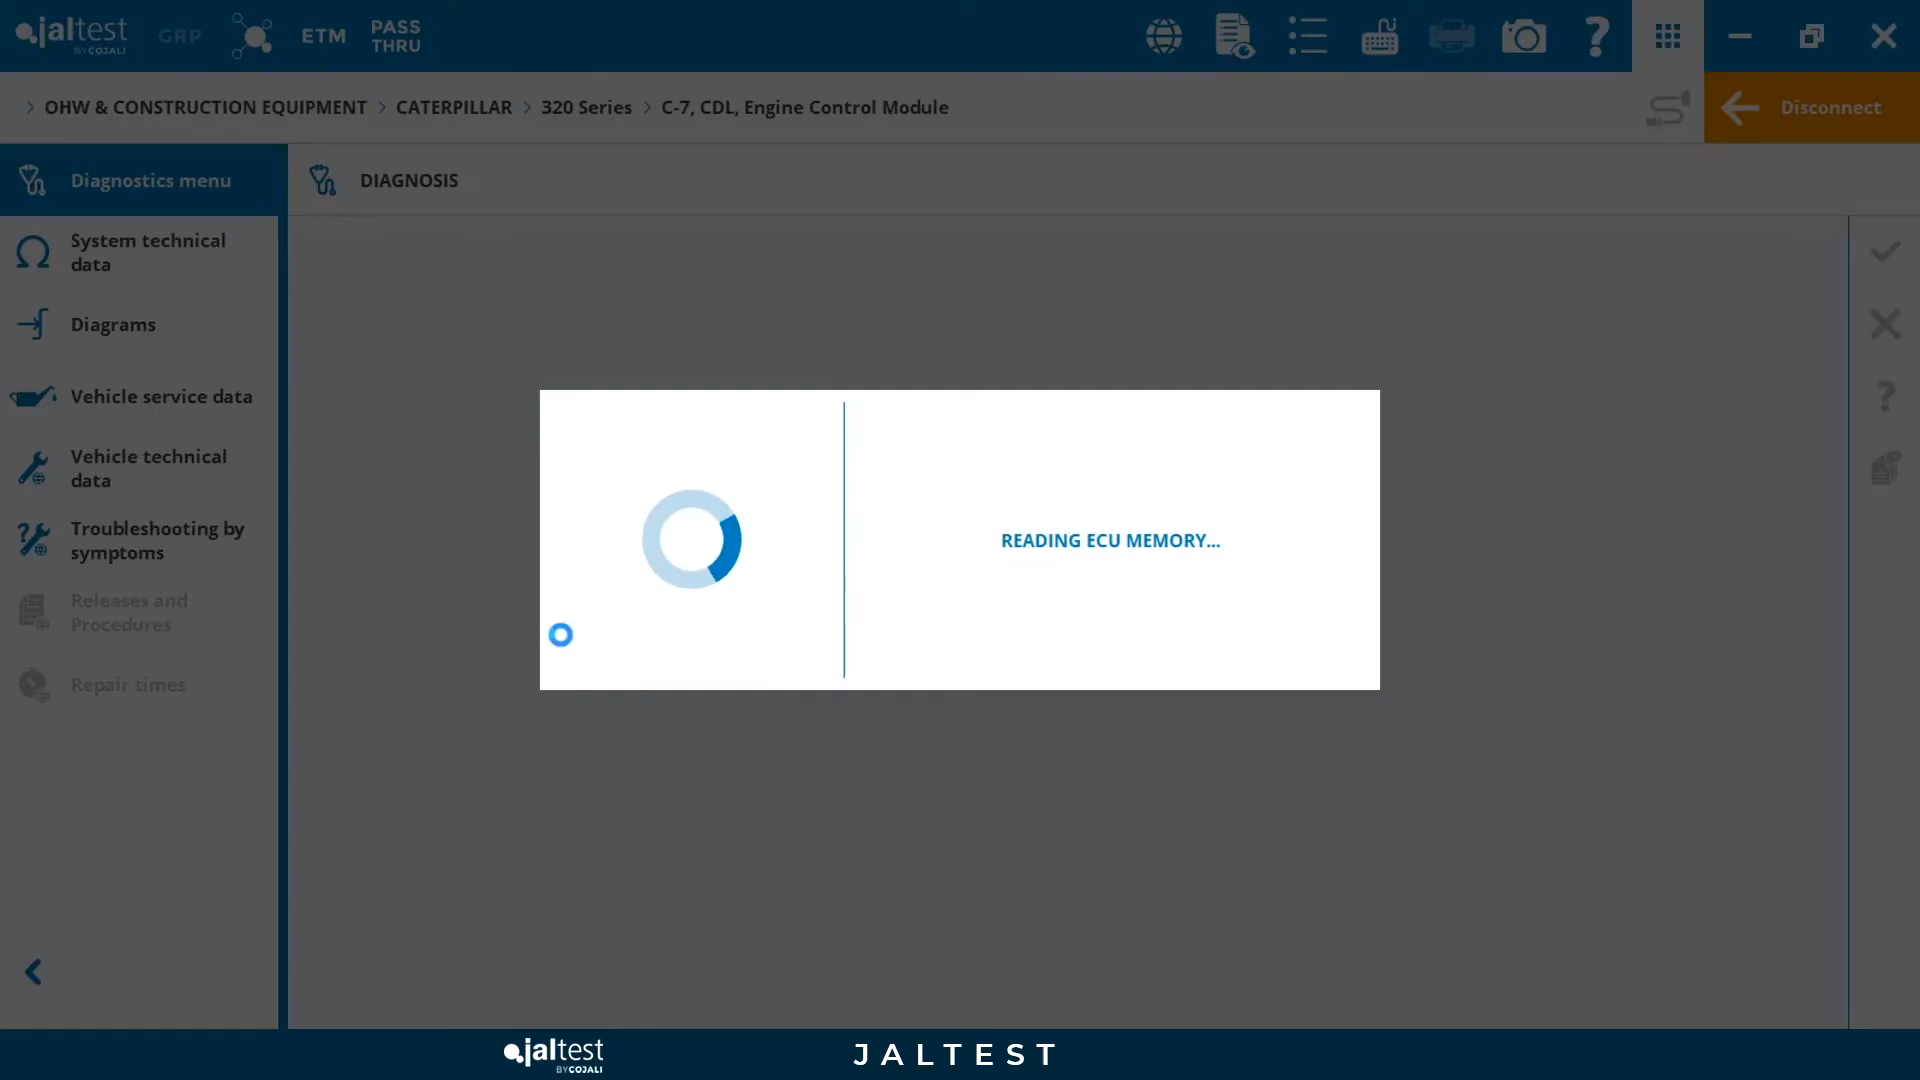 jaltest
BY COJALI
GRP
ETM
PASS
THRU
?
> OHW & CONSTRUCTION EQUIPMENT > CATERPILLAR > 320 Series > C-7, CDL, Engine Control Module
Disconnect
Diagnostics menu
DIAGNOSIS
System technical
data
Diagrams
Vehicle service data
Vehicle technical
data
Troubleshooting by
symptoms
Releases and
Procedures
Repair times
READING ECU MEMORY...
?
jaltest
BY COJALI
JALTEST